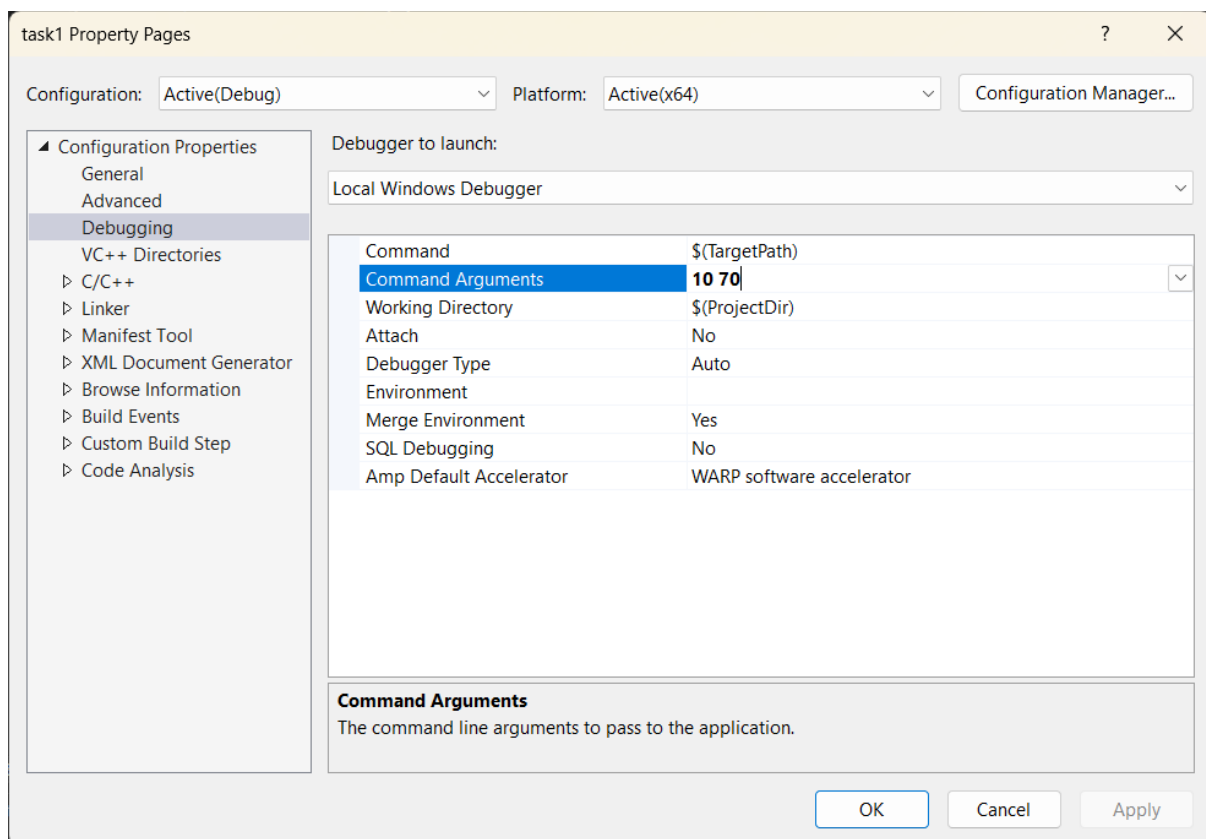 task1 Property Pages
?
Configuration: Active(Debug) Platform: Active(x64) Configuration Manager...
Configuration Properties
General
Advanced
Debugging
VC++ Directories
C/C++
Linker
Manifest Tool
XML Document Generator
Browse Information
Build Events
Custom Build Step
Code Analysis
Debugger to launch:
Local Windows Debugger
Command $(TargetPath)
Command Arguments 10 70
Working Directory $(ProjectDir)
Attach No
Debugger Type Auto
Environment
Merge Environment Yes
SQL Debugging No
Amp Default Accelerator WARP software accelerator
Command Arguments
The command line arguments to pass to the application.
OK Cancel Apply